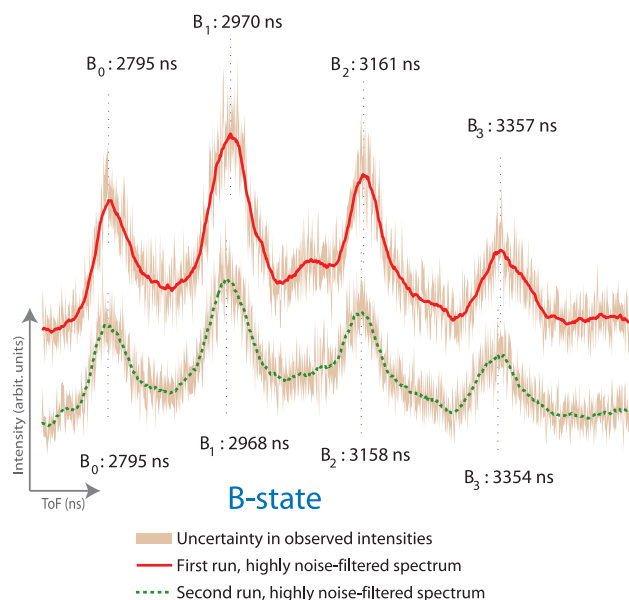 B₁ : 2970 ns
B₀ : 2795 ns
B₂ : 3161 ns
B₃ : 3357 ns
Intensity (arbit. units)
B₀ : 2795 ns
B₁ : 2968 ns
B₂ : 3158 ns
B₃ : 3354 ns
ToF (ns)
B-state
Uncertainty in observed intensities
First run, highly noise-filtered spectrum
Second run, highly noise-filtered spectrum